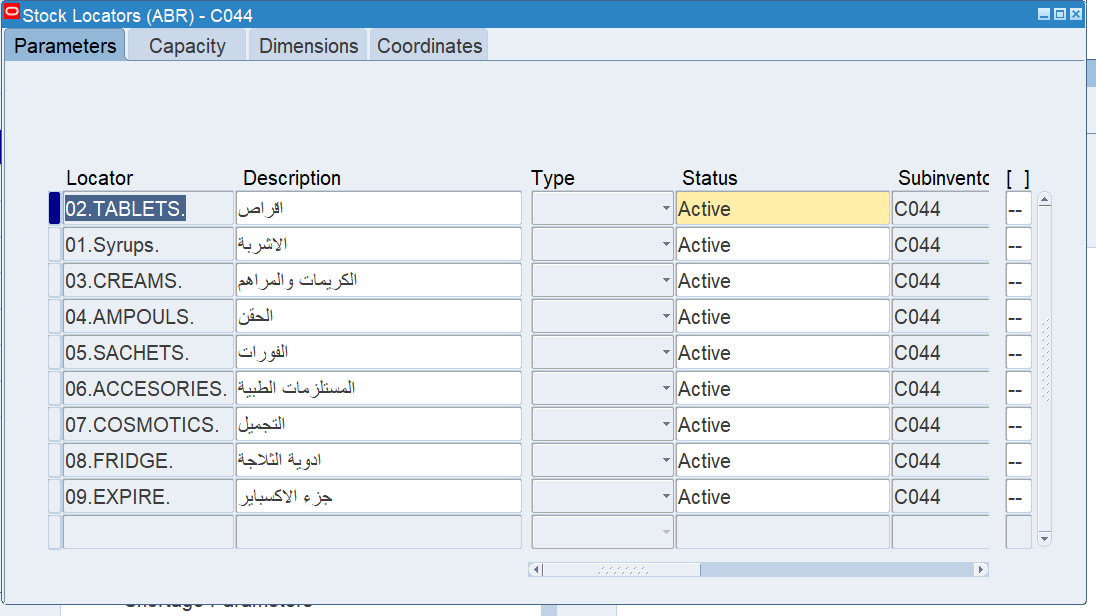 Stock Locators (ABR) - C044
Parameters Capacity Dimensions Coordinates
Locator Description Type Status Subinvento [ ]
02.TABLETS. اقراص Active C044 --
01.Syrups. الاشربة Active C044 --
03.CREAMS. الكريمات والمراهم Active C044 --
04.AMPOULS. الحقن Active C044 --
05.SACHETS. الفورات Active C044 --
06.ACCESORIES. المستلزمات الطبية Active C044 --
07.COSMOTICS. التجميل Active C044 --
08.FRIDGE. ادوية الثلاجة Active C044 --
09.EXPIRE. جزء الاكسباير Active C044 --
Shortage Parameters